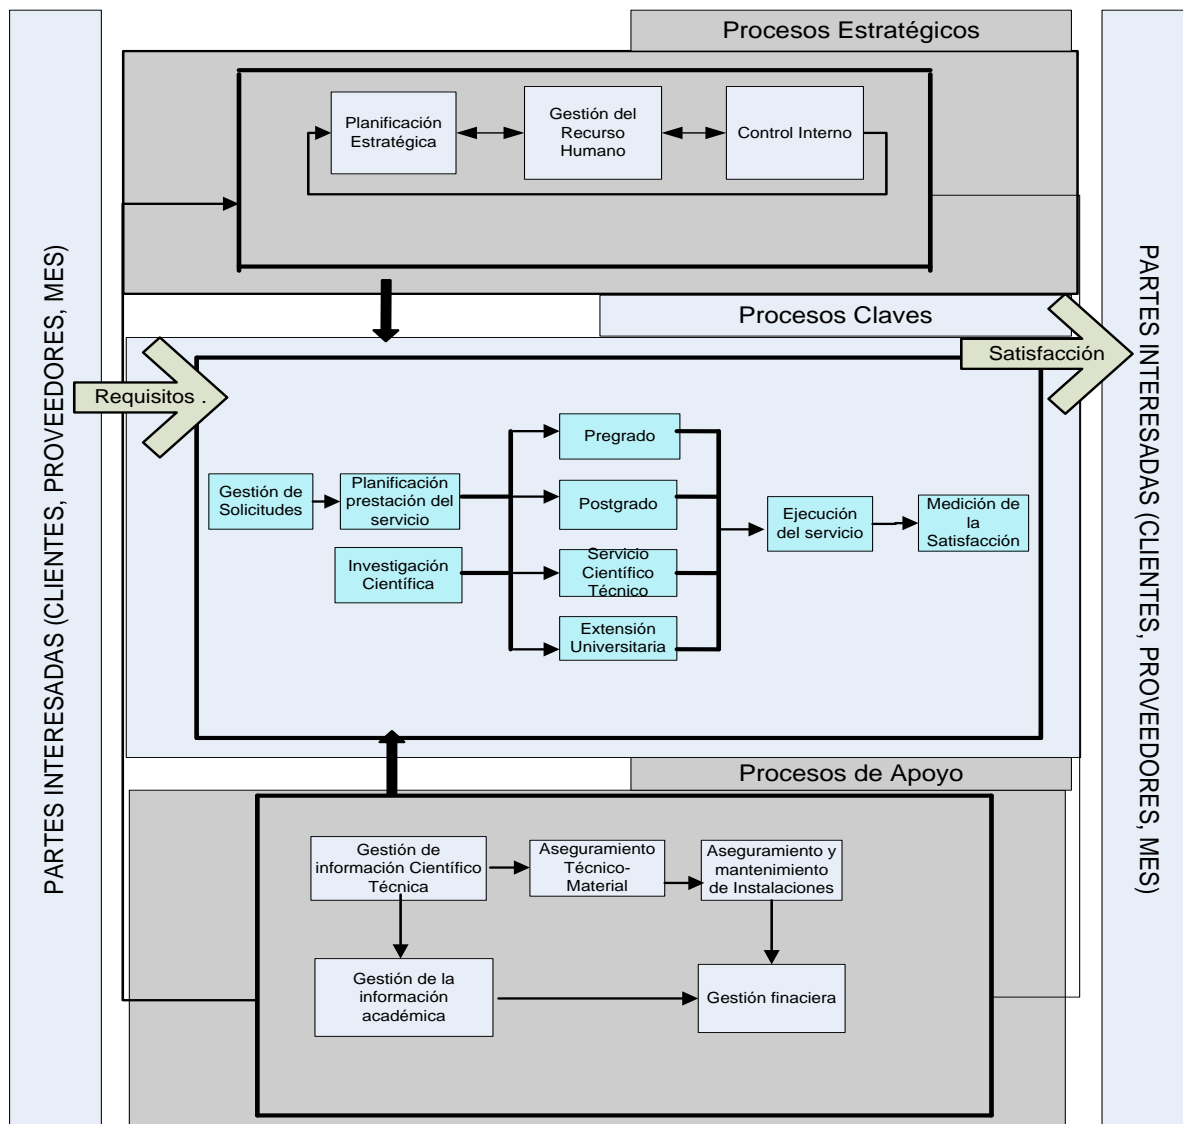 PARTES INTERESADAS (CLIENTES, PROVEEDORES, MES)
Procesos Estratégicos
Planificación
Estratégica
Gestión del
Recurso
Humano
Control Interno
Procesos Claves
Requisitos .
Satisfacción
Gestión de
Solicitudes
Planificación
prestación del
servicio
Investigación
Científica
Pregrado
Postgrado
Servicio
Científico
Técnico
Extensión
Universitaria
Ejecución
del servicio
Medición de
la
Satisfacción
Procesos de Apoyo
Gestión de
información Científico
Técnica
Aseguramiento
Técnico-
Material
Aseguramiento y
mantenimiento
de Instalaciones
Gestión de la
información
académica
Gestión finaciera
PARTES INTERESADAS (CLIENTES, PROVEEDORES, MES)